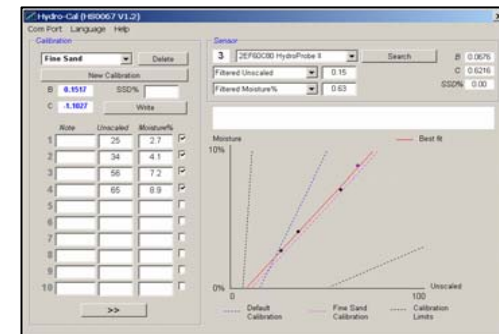 Hydro-Cal (HS0067 V1.2)
Com Port Language Help
Calibration
Fine Sand Delete
New Calibration
B 0.1517 SSD%
C -1.1027 Write
Note Unscaled Moisture%
1 25 2.7
2 34 4.1
3 56 7.2
4 65 8.9
5
6
7
8
9
10
>>
Sensor
3 2EF60C80 HydroProbe II Search
Filtered Unscaled 0.15
Filtered Moisture% 0.63
B 0.0676
C 0.6216
SSD% 0.00
Moisture Best fit
10%
0% Unscaled
0 100
Default Calibration
Fine Sand Calibration
Calibration Limits